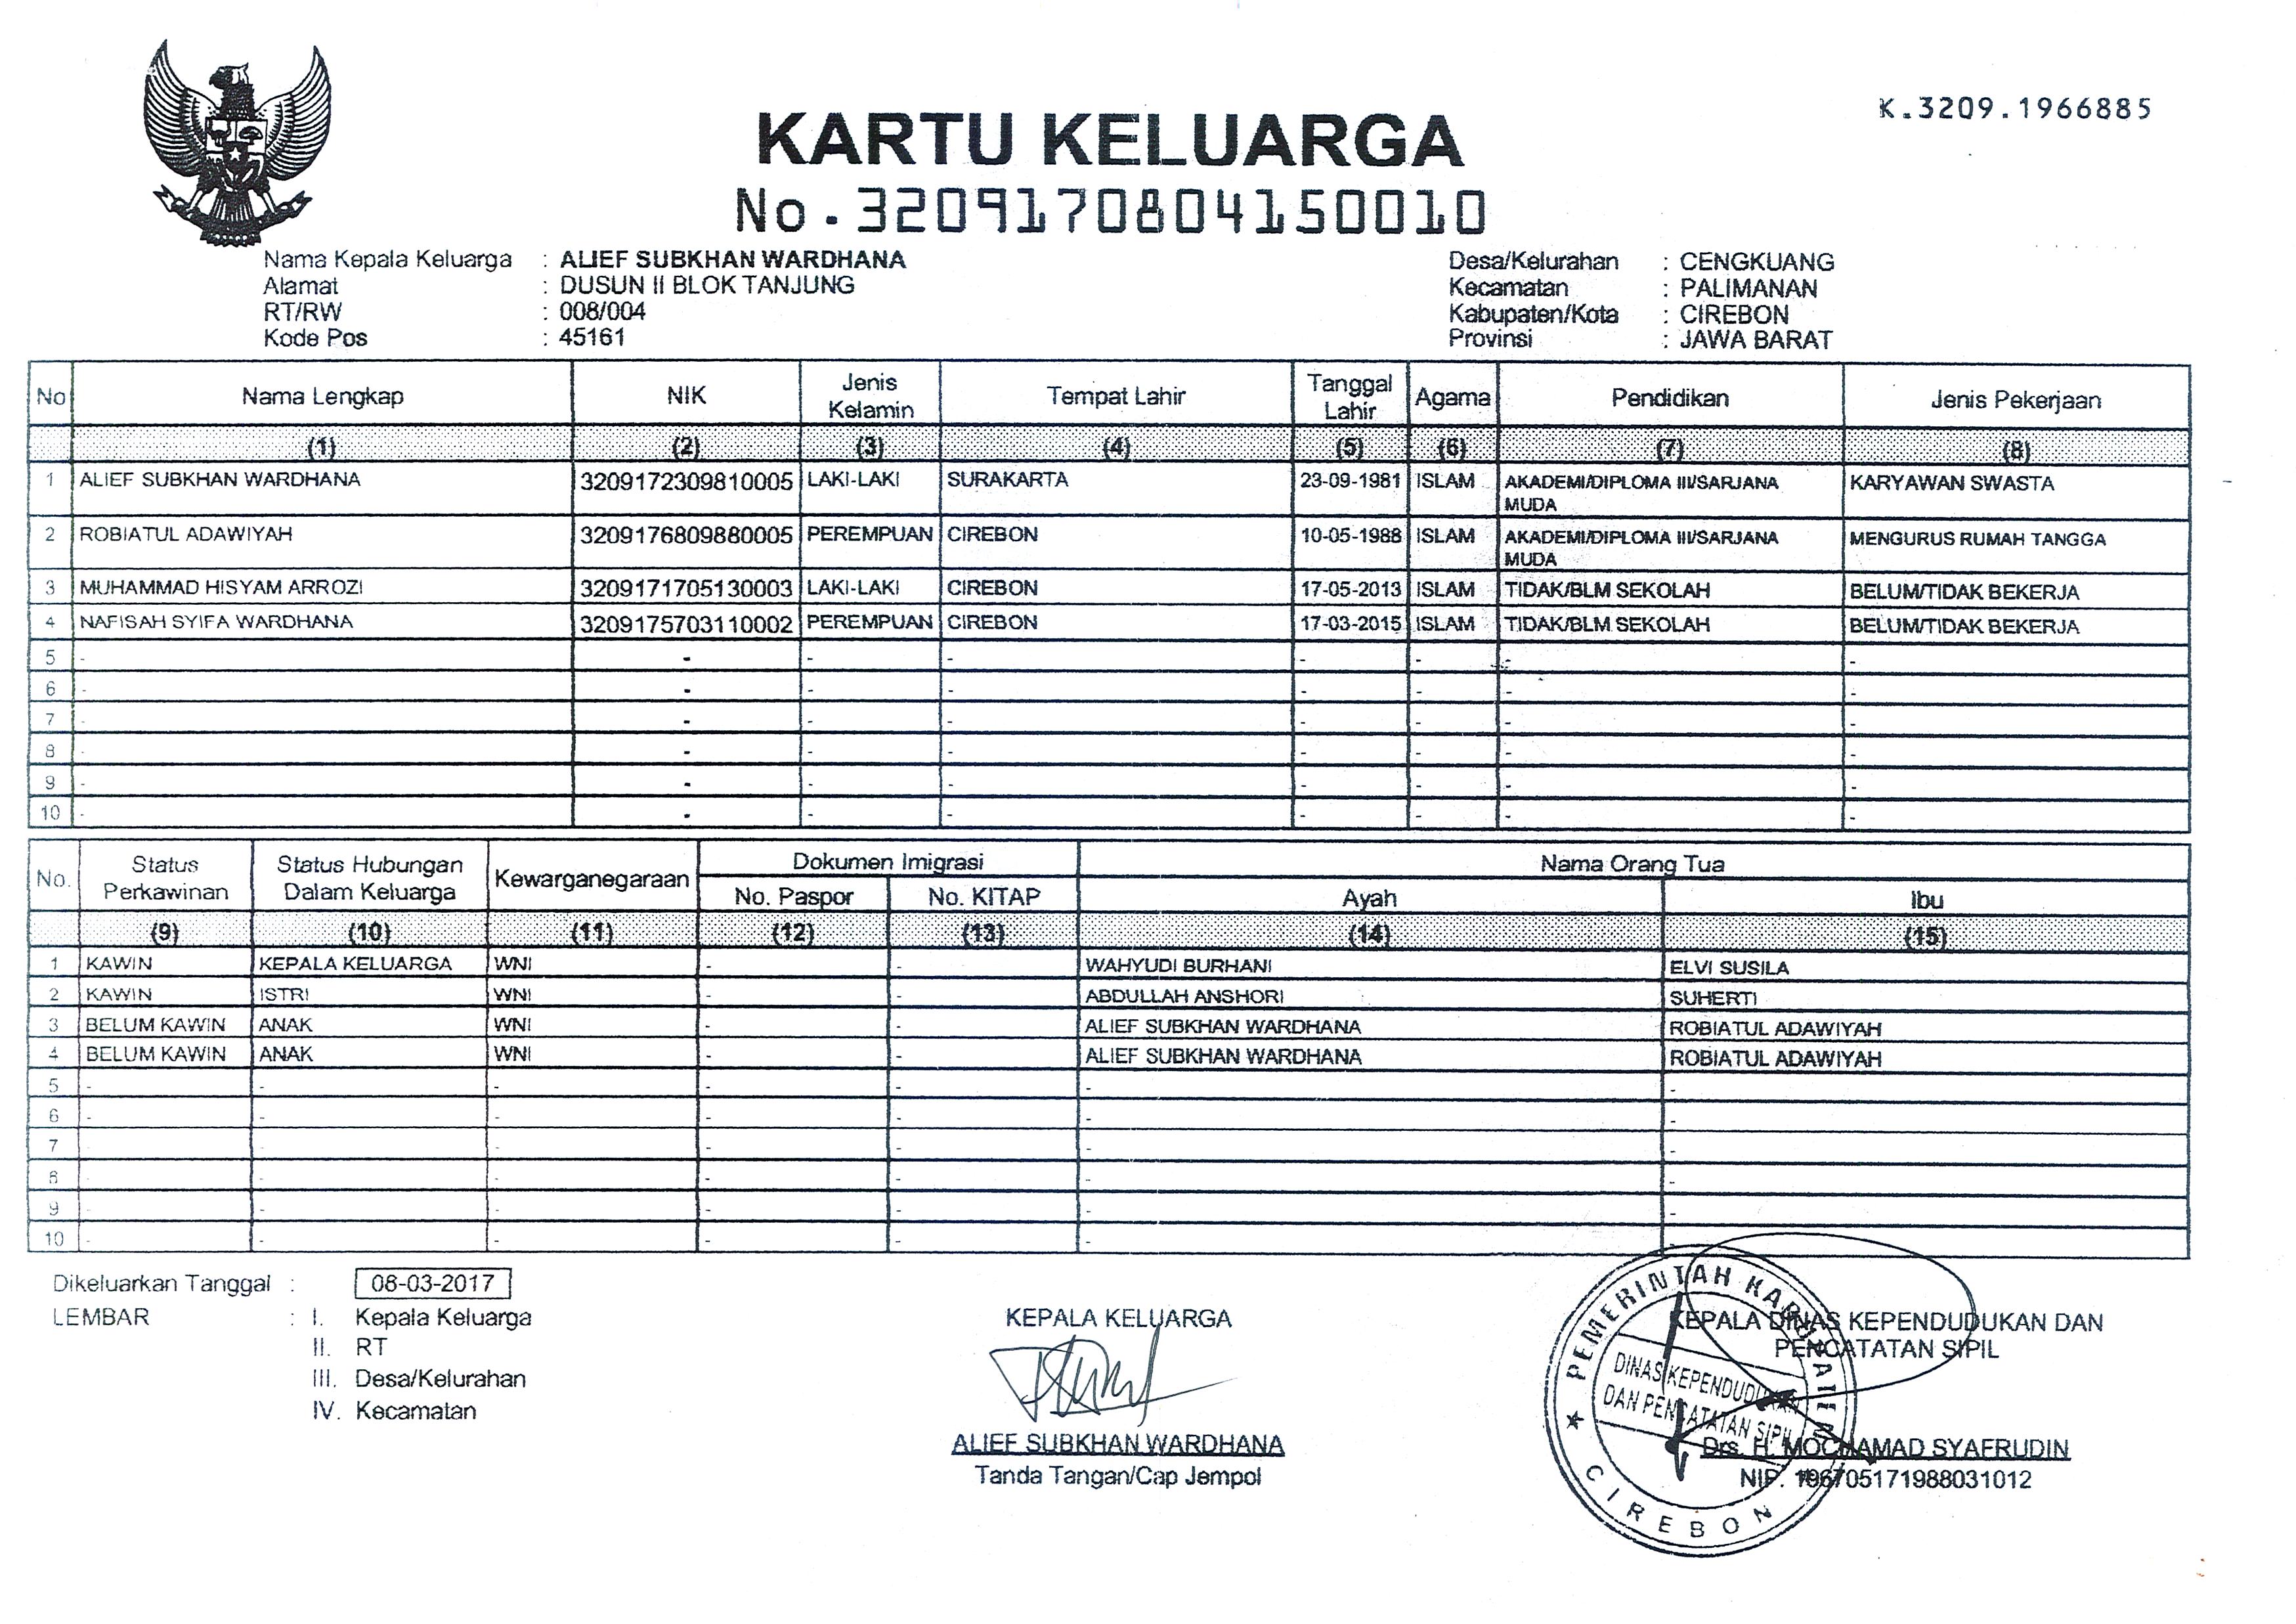 K.3209.1966885
KARTU KELUARGA
No. 3209170804150010
Nama Kepala Keluarga : ALIEF SUBKHAN WARDHANA
Alamat : DUSUN II BLOK TANJUNG
RT/RW : 008/004
Kode Pos : 45161
Desa/Kelurahan : CENGKUANG
Kecamatan : PALIMANAN
Kabupaten/Kota : CIREBON
Provinsi : JAWA BARAT
No Nama Lengkap NIK Jenis Kelamin Tempat Lahir Tanggal Lahir Agama Pendidikan Jenis Pekerjaan
(1) (2) (3) (4) (5) (6) (7) (8)
1 ALIEF SUBKHAN WARDHANA 3209172309810005 LAKI-LAKI SURAKARTA 23-09-1981 ISLAM AKADEMI/DIPLOMA III/SARJANA MUDA KARYAWAN SWASTA
2 ROBIATUL ADAWIYAH 3209176809880005 PEREMPUAN CIREBON 10-05-1988 ISLAM AKADEMI/DIPLOMA III/SARJANA MUDA MENGURUS RUMAH TANGGA
3 MUHAMMAD HISYAM ARROZI 3209171705130003 LAKI-LAKI CIREBON 17-05-2013 ISLAM TIDAK/BLM SEKOLAH BELUM/TIDAK BEKERJA
4 NAFISAH SYIFA WARDHANA 3209175703110002 PEREMPUAN CIREBON 17-03-2015 ISLAM TIDAK/BLM SEKOLAH BELUM/TIDAK BEKERJA
5 - - - - - - - -
6 - - - - - - - -
7 - - - - - - - -
8 - - - - - - - -
9 - - - - - - - -
10 - - - - - - - -
No. Status Perkawinan Status Hubungan Dalam Keluarga Kewarganegaraan Dokumen Imigrasi Nama Orang Tua
No. Paspor No. KITAP Ayah Ibu
(9) (10) (11) (12) (13) (14) (15)
1 KAWIN KEPALA KELUARGA WNI - - WAHYUDI BURHANI ELVI SUSILA
2 KAWIN ISTRI WNI - - ABDULLAH ANSHORI SUHERTI
3 BELUM KAWIN ANAK WNI - - ALIEF SUBKHAN WARDHANA ROBIATUL ADAWIYAH
4 BELUM KAWIN ANAK WNI - - ALIEF SUBKHAN WARDHANA ROBIATUL ADAWIYAH
5 - - - - - - -
6 - - - - - - -
7 - - - - - - -
8 - - - - - - -
9 - - - - - - -
10 - - - - - - -
Dikeluarkan Tanggal : 08-03-2017
LEMBAR : I. Kepala Keluarga
II. RT
III. Desa/Kelurahan
IV. Kecamatan
KEPALA KELUARGA
ALIEF SUBKHAN WARDHANA
Tanda Tangan/Cap Jempol
KEPALA DINAS KEPENDUDUKAN DAN
PENCATATAN SIPIL
Drs. H. MOCHAMAD SYAFRUDIN
NIP. 196705171988031012
PEMERINTAH
DINAS KEPENDUDUKAN
DAN PENCATATAN SIPIL
CIREBON